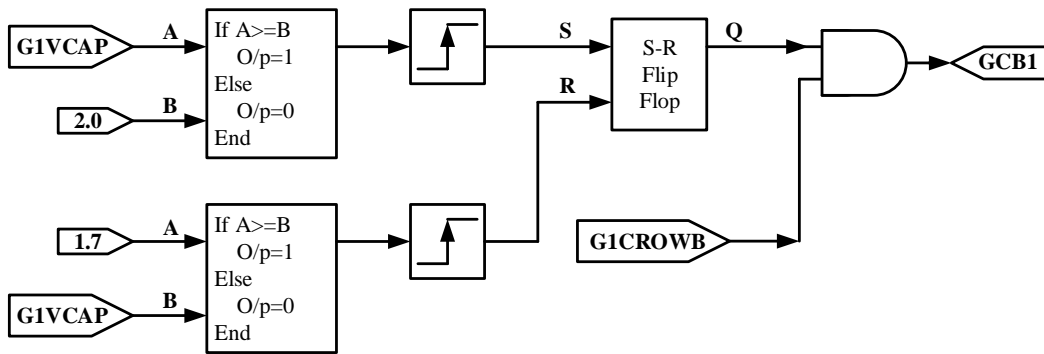 G1VCAP
A
If A>=B
O/p=1
Else
O/p=0
End
B
2.0
S
R
S-R
Flip
Flop
Q
GCB1
1.7
A
If A>=B
O/p=1
Else
O/p=0
End
B
G1VCAP
G1CROWB